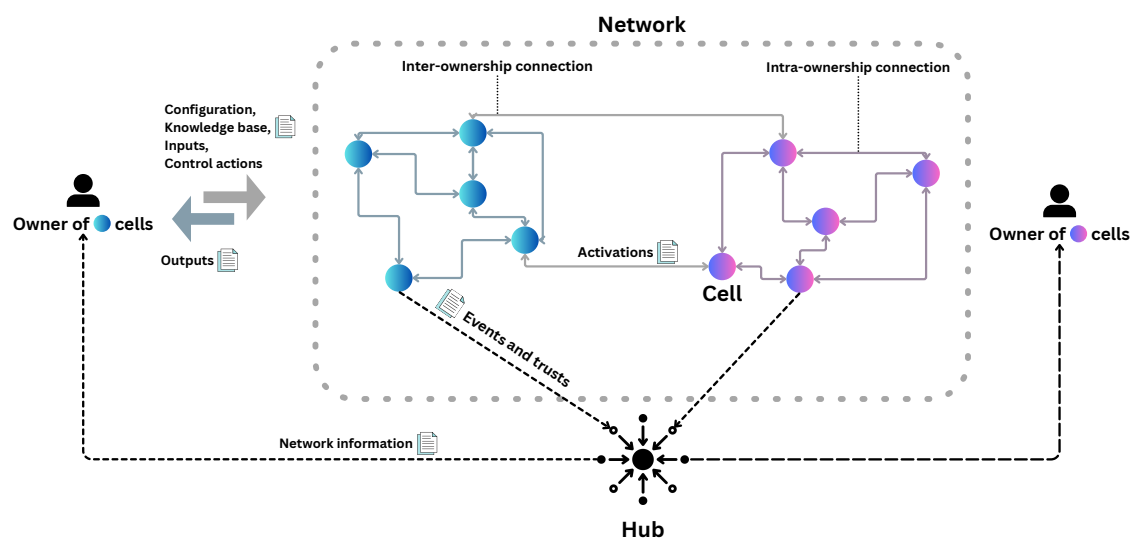 Network
Inter-ownership connection
Intra-ownership connection
Configuration,
Knowledge base,
Inputs,
Control actions
Owner of cells
Outputs
Activations
Cell
Owner of cells
Events and trusts
Network information
Hub